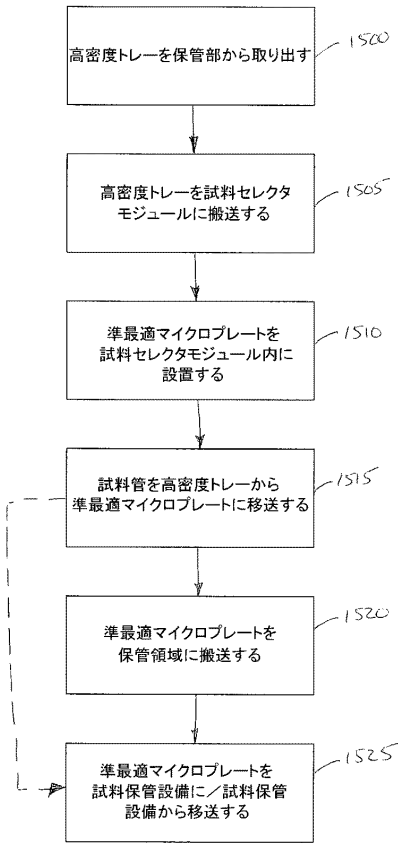 高密度トレーを保管部から取り出す
1500
高密度トレーを試料セレクタ
モジュールに搬送する
1505
準最適マイクロプレートを
試料セレクタモジュール内に
設置する
1510
試料管を高密度トレーから
準最適マイクロプレートに移送する
1515
準最適マイクロプレートを
保管領域に搬送する
1520
準最適マイクロプレートを
試料保管設備に／試料保管
設備から移送する
1525